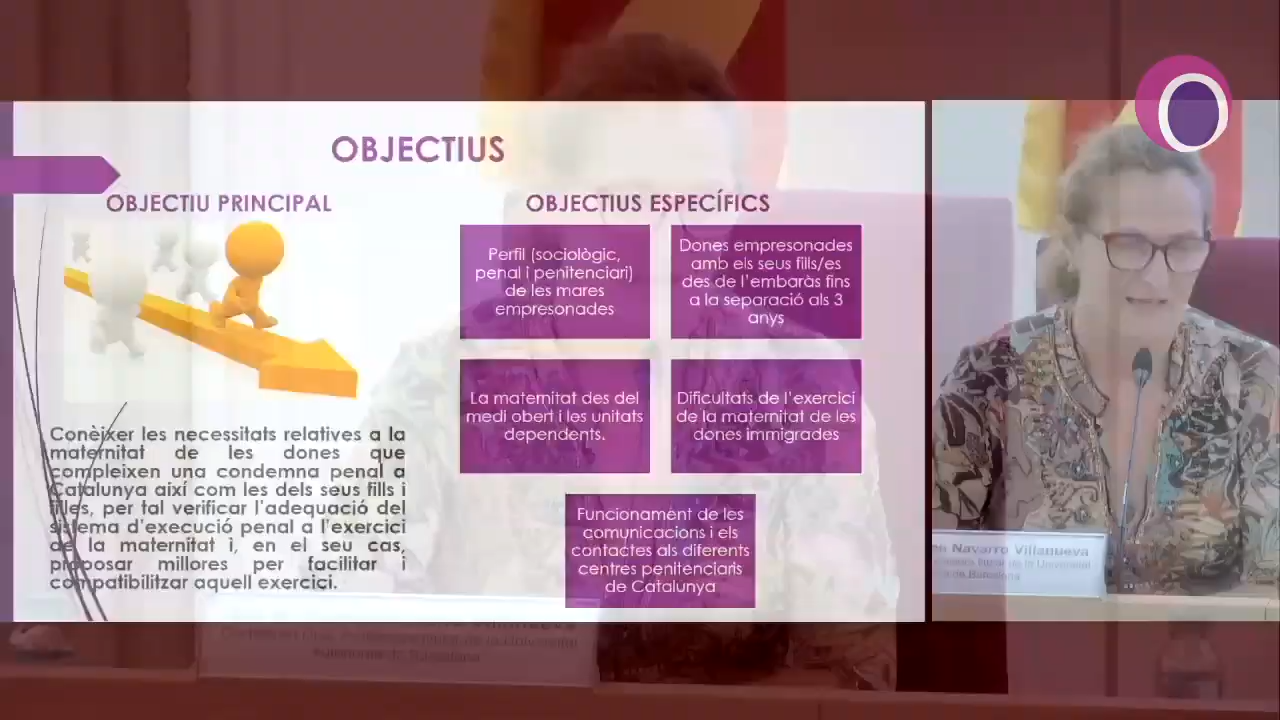 OBJECTIUS
OBJECTIU PRINCIPAL
Conèixer les necessitats relatives a la
maternitat de les dones que
compleixen una condemna penal a
Catalunya així com les dels seus fills i
filles, per tal verificar l'adequació del
sistema d'execució penal a l'exercici
de la maternitat i, en el seu cas,
proposar millores per facilitar i
compatibilitzar aquell exercici.
OBJECTIUS ESPECÍFICS
Perfil (sociològic,
penal i penitenciari)
de les mares
empresonades
Dones empresonades
amb els seus fills/es
des de l'embaràs fins
a la separació als 3
anys
La maternitat des del
medi obert i les unitats
dependents.
Dificultats de l'exercici
de la maternitat de les
dones immigrades
Funcionament de les
comunicacions i els
contactes als diferents
centres penitenciaris
de Catalunya
Navarro Villanueva
de la Universitat
de Barcelona